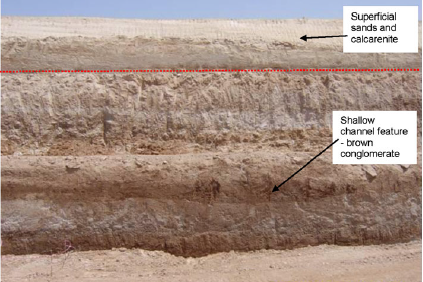 Superficial
sands and
calcarenite
Shallow
channel feature
- brown
conglomerate